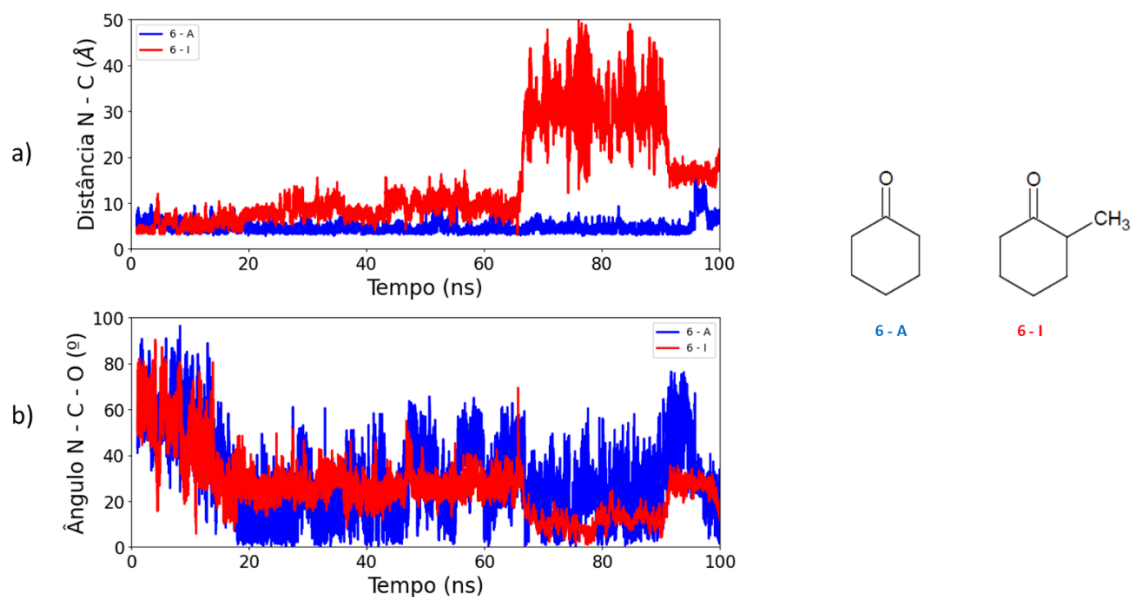 a)
Distância N - C (Å)
50
40
30
20
10
0
6 - A
6 - I
0 20 40 60 80 100
Tempo (ns)
b)
Ângulo N - C - O (º)
100
80
60
40
20
0
6 - A
6 - I
0 20 40 60 80 100
Tempo (ns)
O O
CH3
6 - A 6 - I